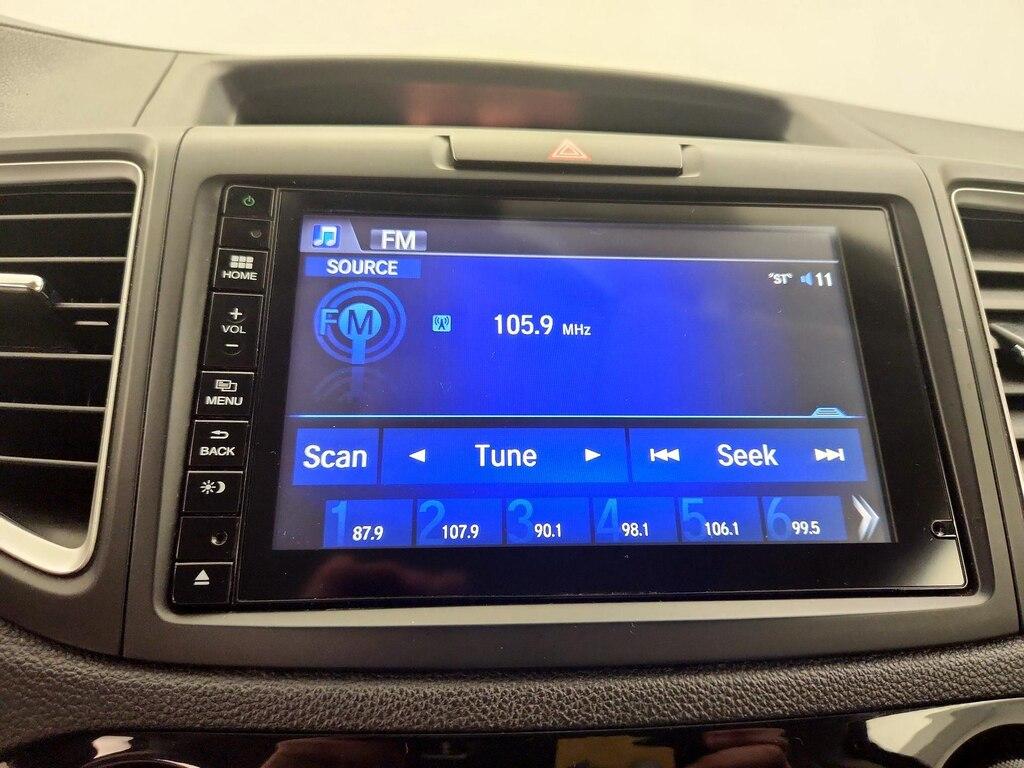 FM
SOURCE
"ST" 11
FM
105.9 MHz
HOME
+
VOL
−
MENU
BACK
Scan Tune Seek
1 87.9 2 107.9 3 90.1 4 98.1 5 106.1 6 99.5